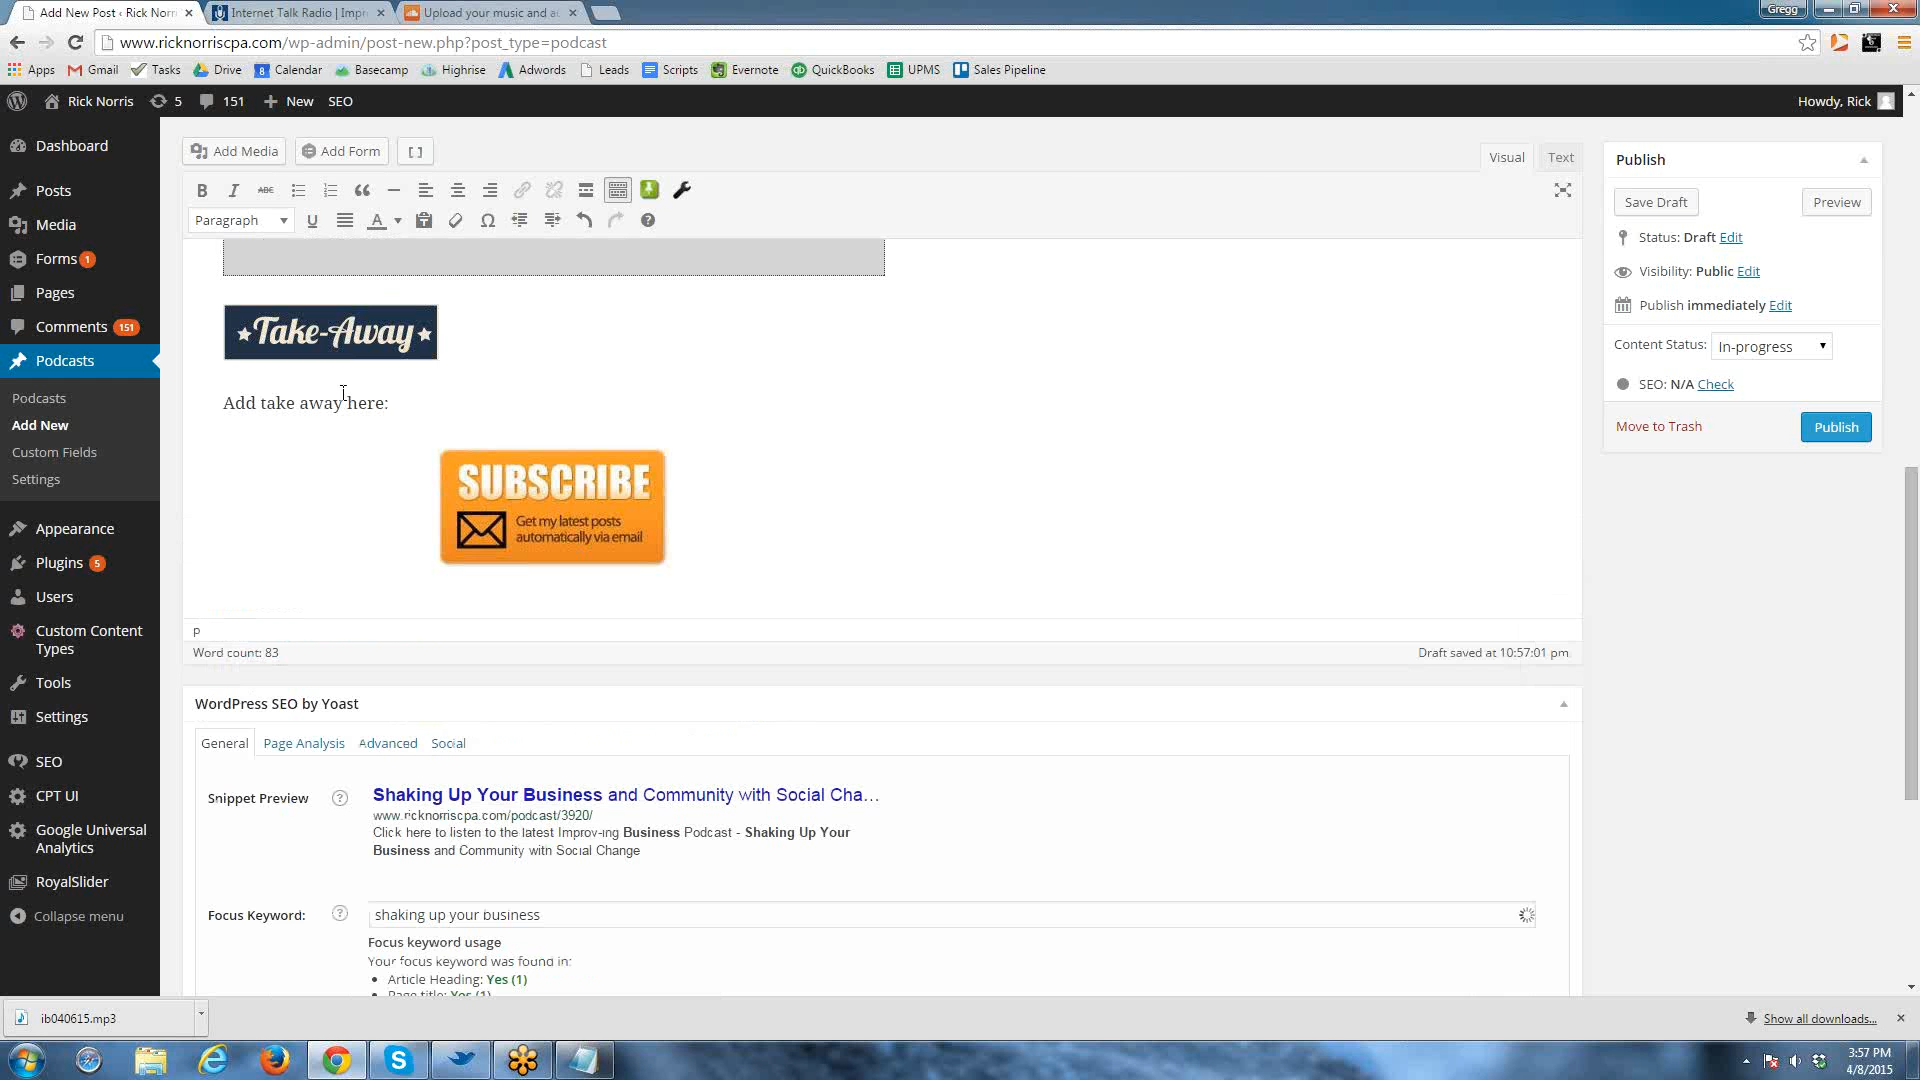 Add New Post ‹ Rick Norri
Internet Talk Radio | Impr
Upload your music and au
Gregg
www.ricknorriscpa.com/wp-admin/post-new.php?post_type=podcast
Apps Gmail Tasks Drive Calendar Basecamp Highrise Adwords Leads Scripts Evernote QuickBooks UPMS Sales Pipeline
Rick Norris 5 151 New SEO
Howdy, Rick
Dashboard
Posts
Media
Forms 1
Pages
Comments 151
Podcasts
Podcasts
Add New
Custom Fields
Settings
Appearance
Plugins 5
Users
Custom Content
Types
Tools
Settings
SEO
CPT UI
Google Universal
Analytics
RoyalSlider
Collapse menu
Add Media Add Form [ ]
Visual Text
B I ABC
Paragraph U A Ω
Take-Away
Add take away here:
SUBSCRIBE
Get my latest posts
automatically via email
p
Word count: 83
Draft saved at 10:57:01 pm.
Publish
Save Draft Preview
Status: Draft Edit
Visibility: Public Edit
Publish immediately Edit
Content Status: In-progress
SEO: N/A Check
Move to Trash Publish
WordPress SEO by Yoast
General Page Analysis Advanced Social
Snippet Preview
Shaking Up Your Business and Community with Social Cha...
www.ricknorriscpa.com/podcast/3920/
Click here to listen to the latest Improv-ing Business Podcast - Shaking Up Your
Business and Community with Social Change
Focus Keyword: shaking up your business
Focus keyword usage
Your focus keyword was found in:
Article Heading: Yes (1)
Page title: Yes (1)
ib040615.mp3
Show all downloads...
3:57 PM
4/8/2015